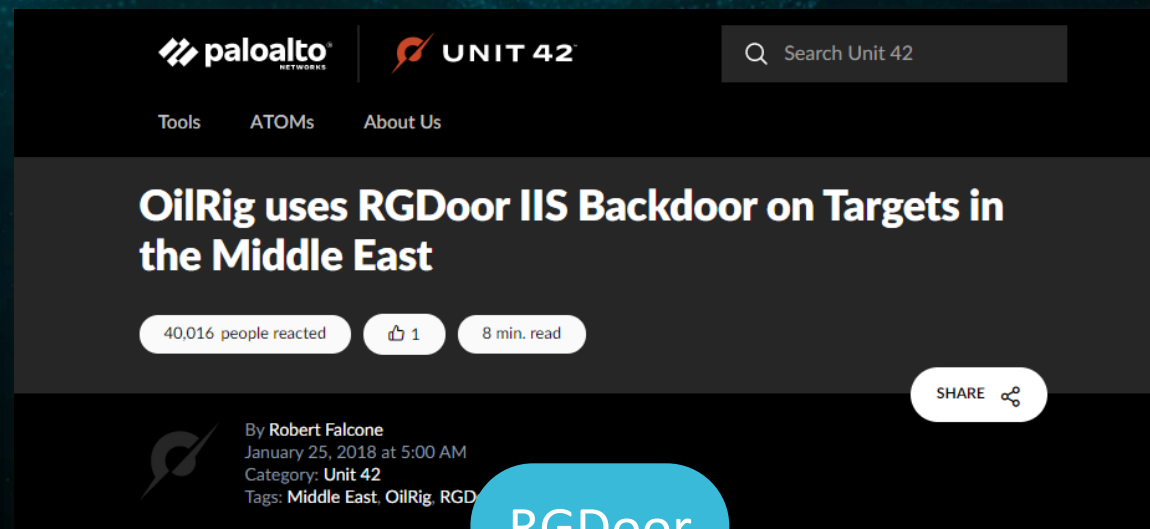 paloalto® NETWORKS
UNIT 42
Search Unit 42
Tools ATOMs About Us
OilRig uses RGDoor IIS Backdoor on Targets in
the Middle East
40,016 people reacted 1 8 min. read
SHARE
By Robert Falcone
January 25, 2018 at 5:00 AM
Category: Unit 42
Tags: Middle East, OilRig, RGD
RGDoor